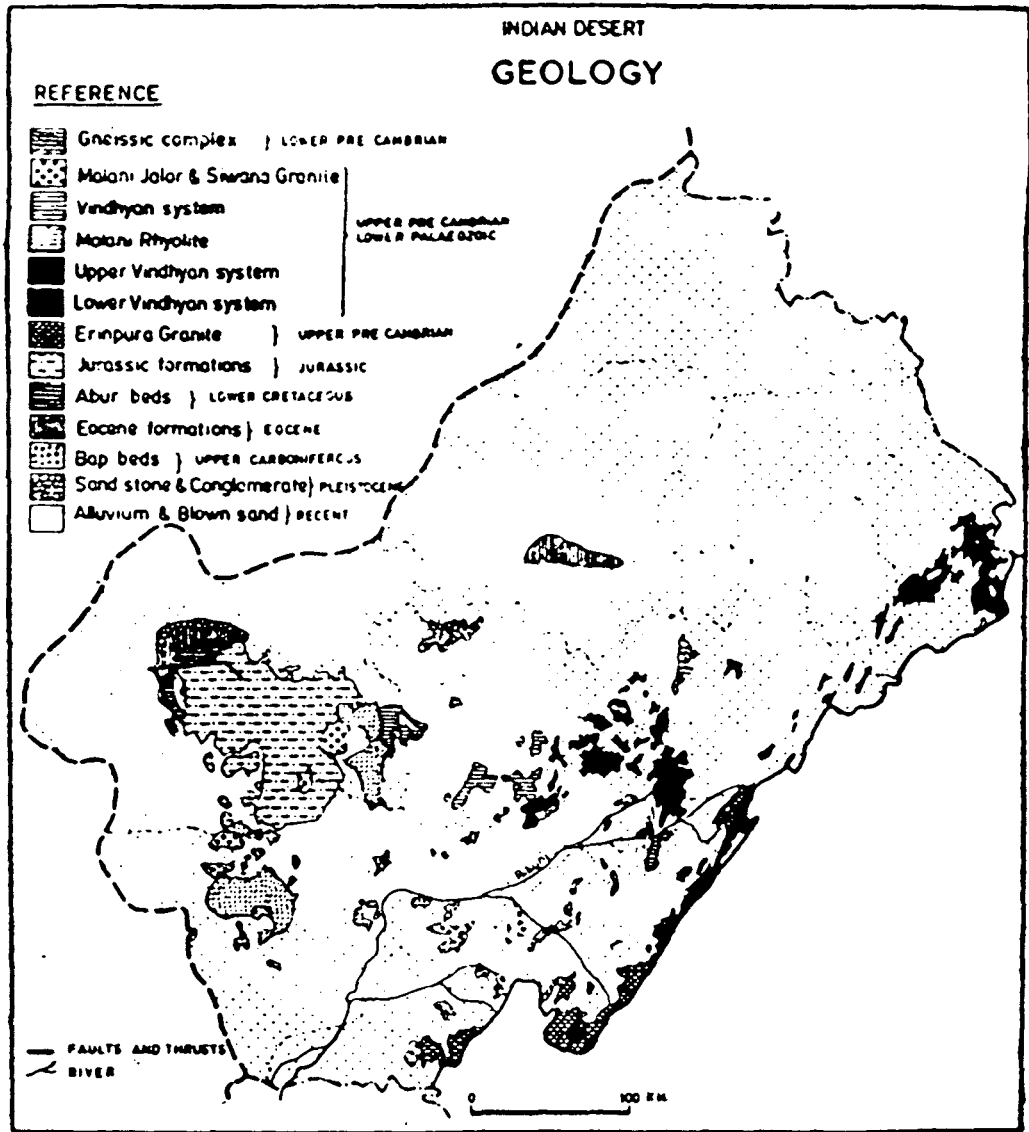 INDIAN DESERT
GEOLOGY
REFERENCE
Gneissic complex } LOWER PRE CAMBRIAN
Malani Jalor & Siwana Granite
Vindhyan system
Malani Rhyolite
UPPER PRE CAMBRIAN
LOWER PALAEOZOIC
Upper Vindhyan system
Lower Vindhyan system
Erinpura Granite } UPPER PRE CAMBRIAN
Jurassic formations } JURASSIC
Abur beds } LOWER CRETACEOUS
Eocene formations } EOCENE
Bap beds } UPPER CARBONIFEROUS
Sand stone & Conglomerate } PLEISTOCENE
Alluvium & Blown sand } RECENT
FAULTS AND THRUSTS
RIVER
0 100 KM.